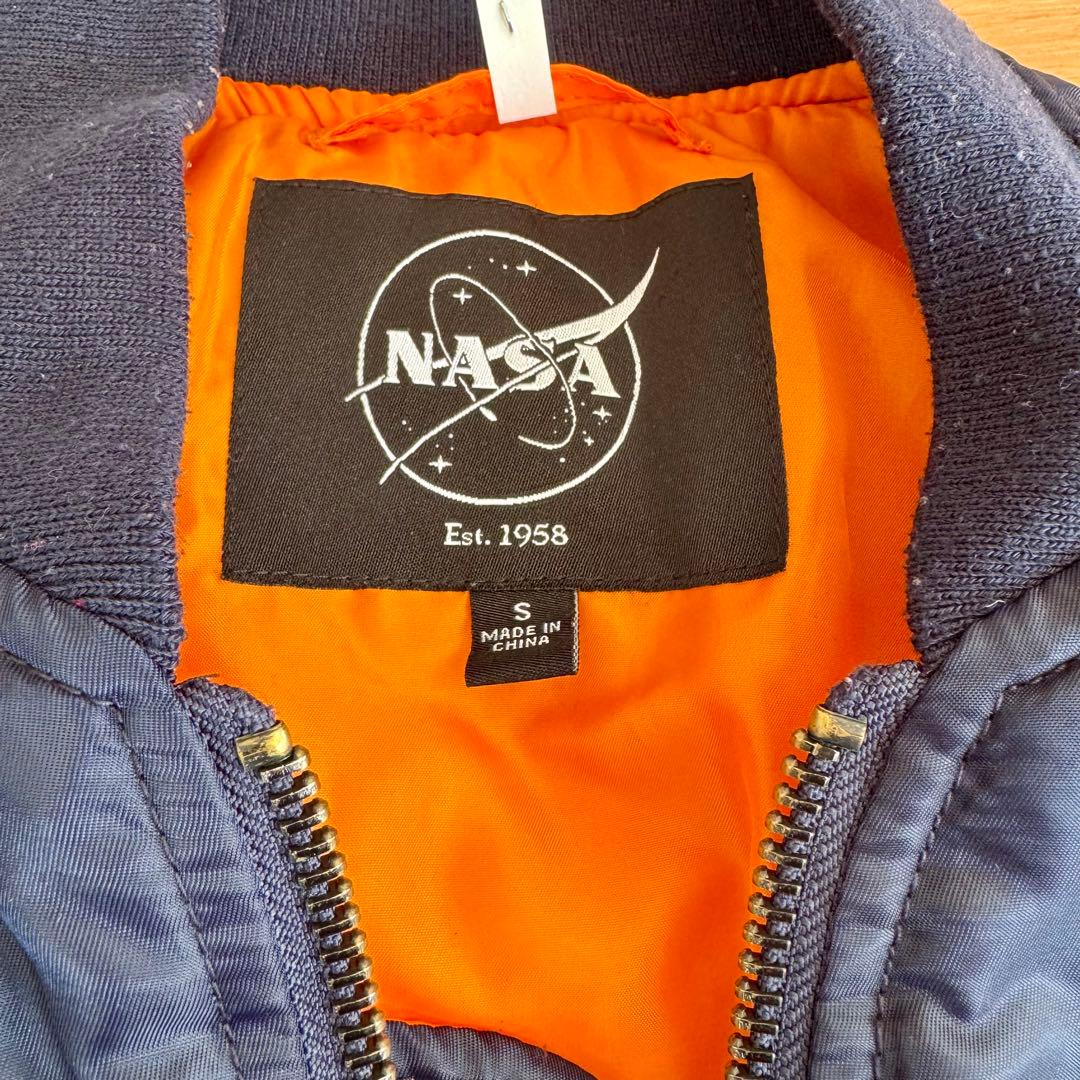 NASA
Est. 1958
S
MADE IN
CHINA